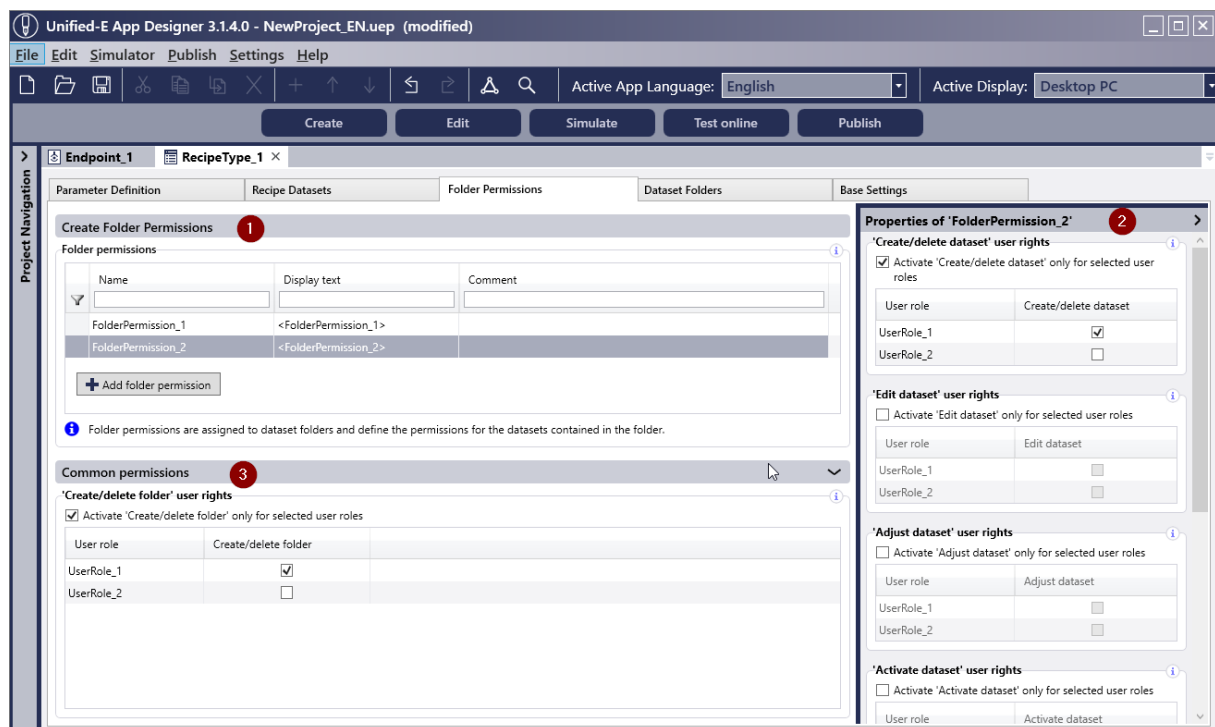 Unified-E App Designer 3.1.4.0 - NewProject_EN.uep (modified)
File Edit Simulator Publish Settings Help
Active App Language: English Active Display: Desktop PC
Create Edit Simulate Test online Publish
Project Navigation
Endpoint_1 RecipeType_1
Parameter Definition Recipe Datasets Folder Permissions Dataset Folders Base Settings
Create Folder Permissions 1
Folder permissions
Name Display text Comment
FolderPermission_1 <FolderPermission_1>
FolderPermission_2 <FolderPermission_2>
Add folder permission
Folder permissions are assigned to dataset folders and define the permissions for the datasets contained in the folder.
Common permissions 3
'Create/delete folder' user rights
Activate 'Create/delete folder' only for selected user roles
User role Create/delete folder
UserRole_1
UserRole_2
Properties of 'FolderPermission_2' 2
'Create/delete dataset' user rights
Activate 'Create/delete dataset' only for selected user
roles
User role Create/delete dataset
UserRole_1
UserRole_2
'Edit dataset' user rights
Activate 'Edit dataset' only for selected user roles
User role Edit dataset
UserRole_1
UserRole_2
'Adjust dataset' user rights
Activate 'Adjust dataset' only for selected user roles
User role Adjust dataset
UserRole_1
UserRole_2
'Activate dataset' user rights
Activate 'Activate dataset' only for selected user roles
User role Activate dataset